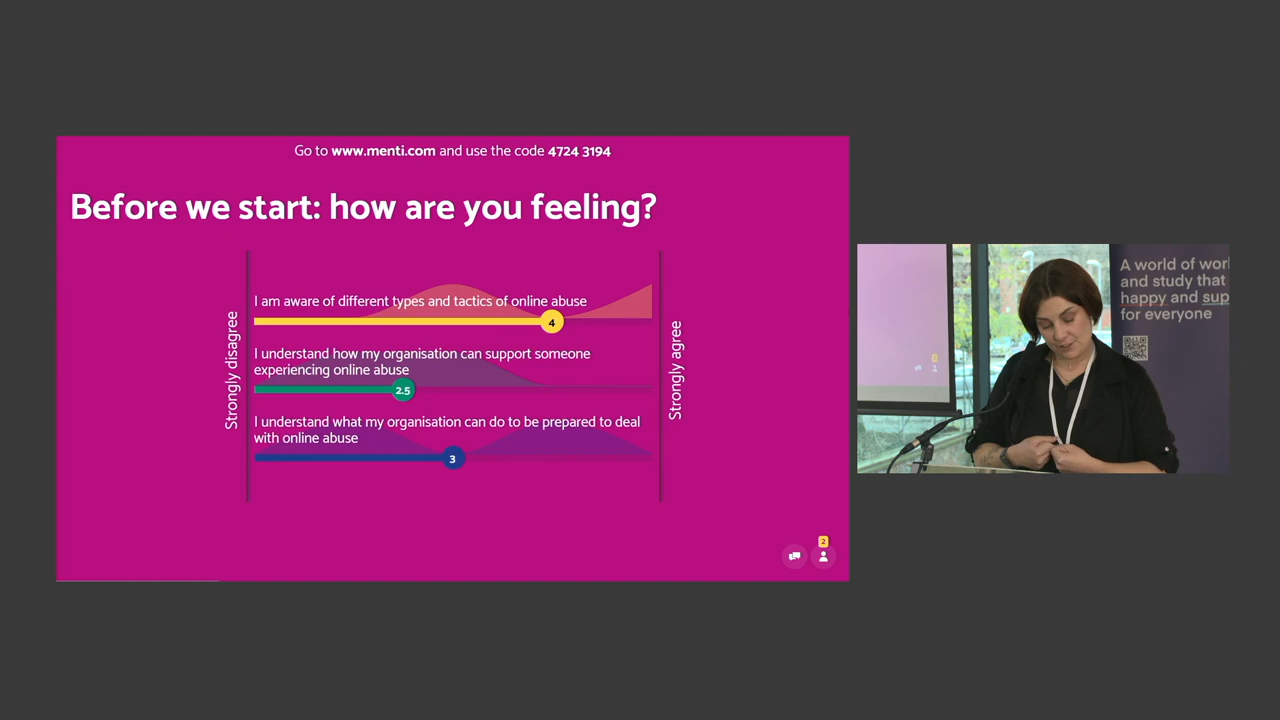 Go to www.menti.com and use the code 4724 3194
Before we start: how are you feeling?
Strongly disagree
I am aware of different types and tactics of online abuse
4
I understand how my organisation can support someone
experiencing online abuse
2.5
I understand what my organisation can do to be prepared to deal
with online abuse
3
Strongly agree
2
A world of wor
and study that
happy and sup
for everyone